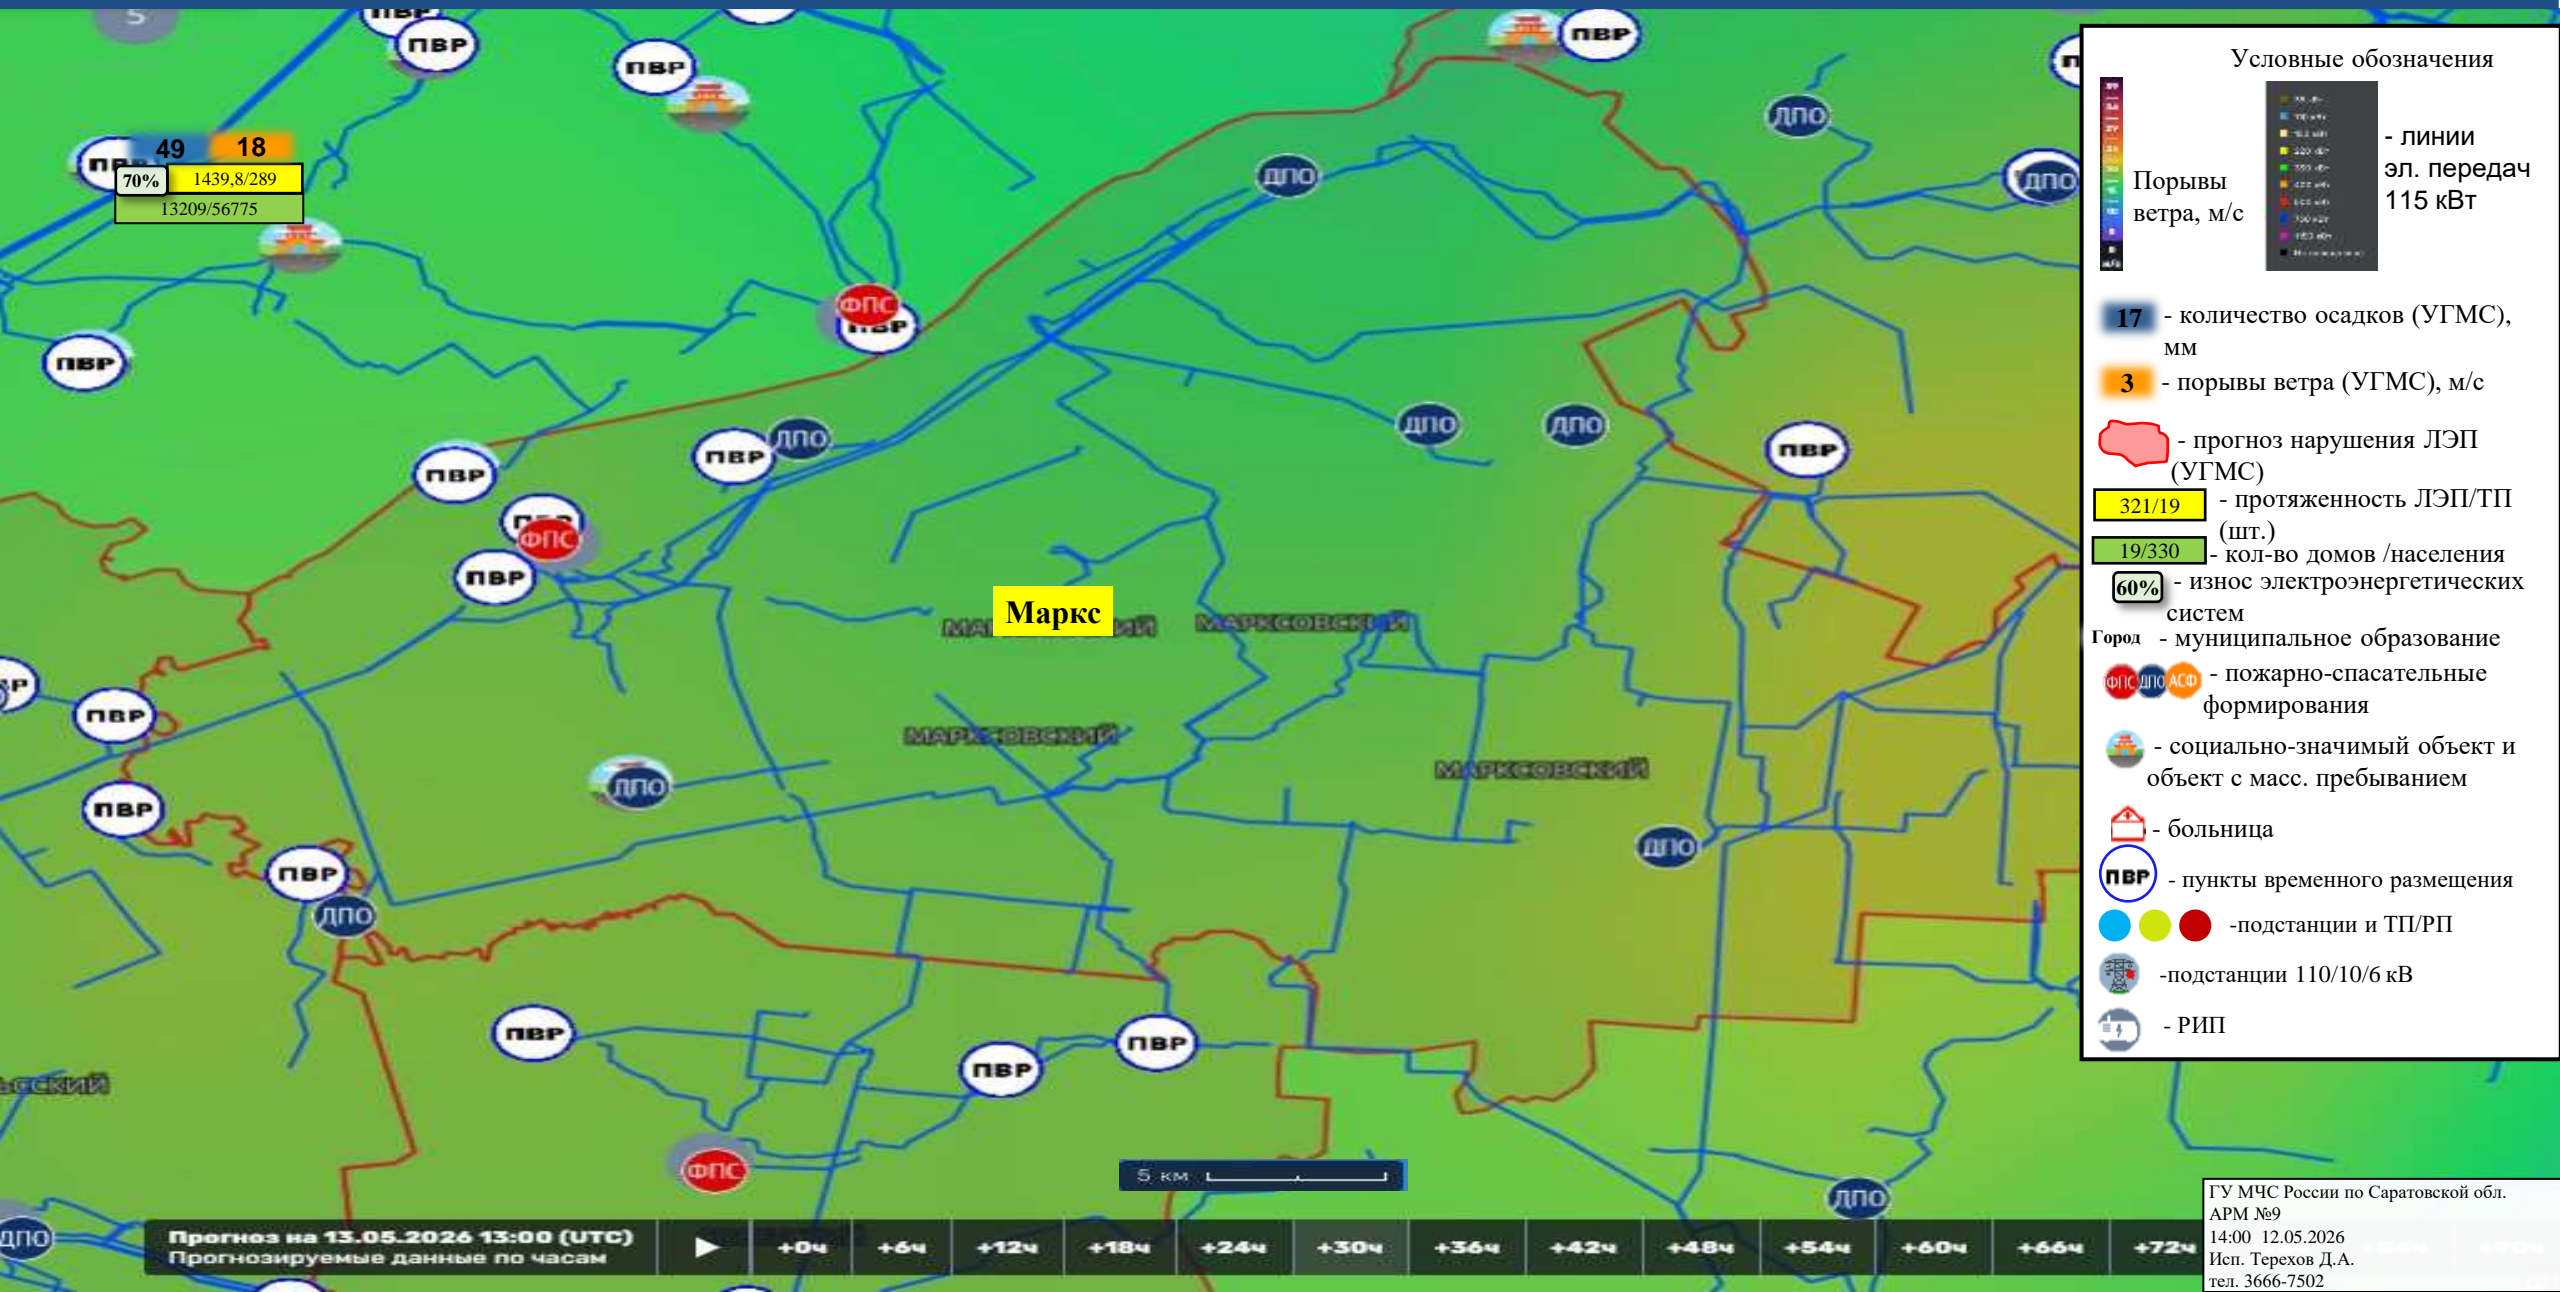 S
ПВР
ПВР
ПВР
ПВР
ПВР
49
18
70%
1439,8/289
13209/56775
ПВР
ДПО
ДПО
ДПО
ФПС
ПВР
ПВР
ПВР
ДПО
ДПО
ДПО
ПВР
ПВР
ФПС
ПВР
Маркс
МАРКСОВСКИЙ
МАРКСОВСКИЙ
МАРКСОВСКИЙ
ПВР
ДПО
ПВР
ДПО
ПВР
ДПО
ПВР
ПВР
ПВР
ФПС
ДПО
ДПО
5 км
Прогноз на 13.05.2026 13:00 (UTC)
Прогнозируемые данные по часам
+0ч +6ч +12ч +18ч +24ч +30ч +36ч +42ч +48ч +54ч +60ч +66ч +72ч
Условные обозначения
Порывы
ветра, м/с
- линии
эл. передач
115 кВт
17 - количество осадков (УГМС),
мм
3 - порывы ветра (УГМС), м/с
- прогноз нарушения ЛЭП
(УГМС)
321/19 - протяженность ЛЭП/ТП
(шт.)
19/330 - кол-во домов /населения
60% - износ электроэнергетических
систем
Город - муниципальное образование
ФПС ДПО АСФ - пожарно-спасательные
формирования
- социально-значимый объект и
объект с масс. пребыванием
- больница
ПВР - пункты временного размещения
-подстанции и ТП/РП
-подстанции 110/10/6 кВ
- РИП
ГУ МЧС России по Саратовской обл.
АРМ №9
14:00 12.05.2026
Исп. Терехов Д.А.
тел. 3666-7502